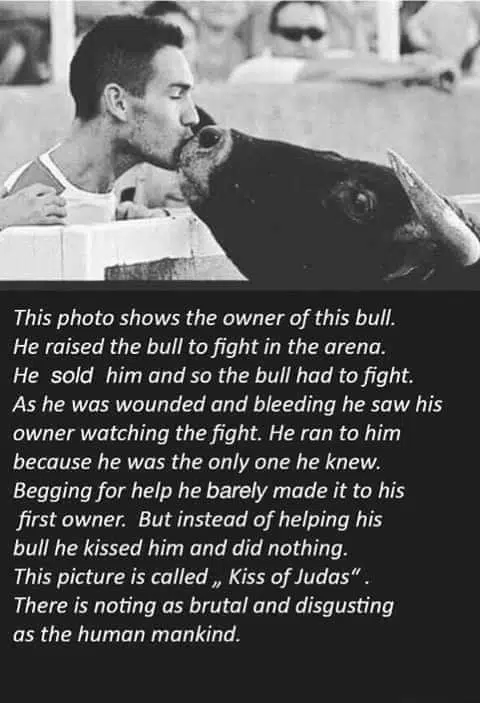 This photo shows the owner of this bull.
He raised the bull to fight in the arena.
He sold him and so the bull had to fight.
As he was wounded and bleeding he saw his
owner watching the fight. He ran to him
because he was the only one he knew.
Begging for help he barely made it to his
first owner. But instead of helping his
bull he kissed him and did nothing.
This picture is called „ Kiss of Judas“ .
There is noting as brutal and disgusting
as the human mankind.